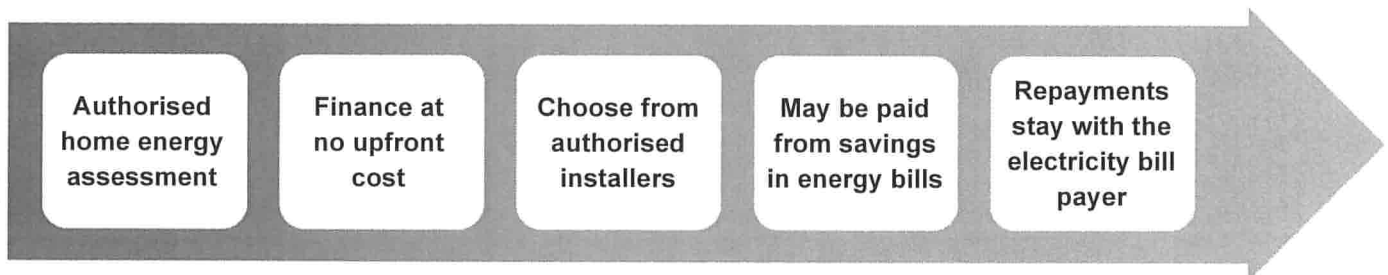 Authorised
home energy
assessment
Finance at
no upfront
cost
Choose from
authorised
installers
May be paid
from savings
in energy bills
Repayments
stay with the
electricity bill
payer